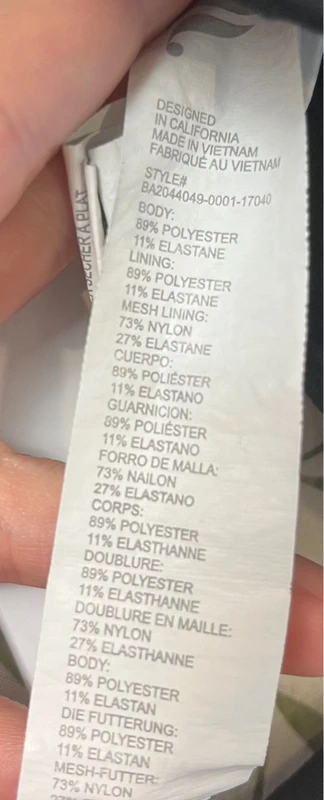 DESIGNED
IN CALIFORNIA
MADE IN VIETNAM
FABRIQUÉ AU VIETNAM
STYLE#
BA2044049-0001-17040
BODY:
89% POLYESTER
11% ELASTANE
LINING:
89% POLYESTER
11% ELASTANE
MESH LINING:
73% NYLON
27% ELASTANE
CUERPO:
89% POLIÉSTER
11% ELASTANO
GUARNICION:
89% POLIÉSTER
11% ELASTANO
FORRO DE MALLA:
73% NAILON
27% ELASTANO
CORPS:
89% POLYESTER
11% ELASTHANNE
DOUBLURE:
89% POLYESTER
11% ELASTHANNE
DOUBLURE EN MAILLE:
73% NYLON
27% ELASTHANNE
BODY:
89% POLYESTER
11% ELASTAN
DIE FUTTERUNG:
89% POLYESTER
11% ELASTAN
MESH-FUTTER:
73% NYLON
À PLAT